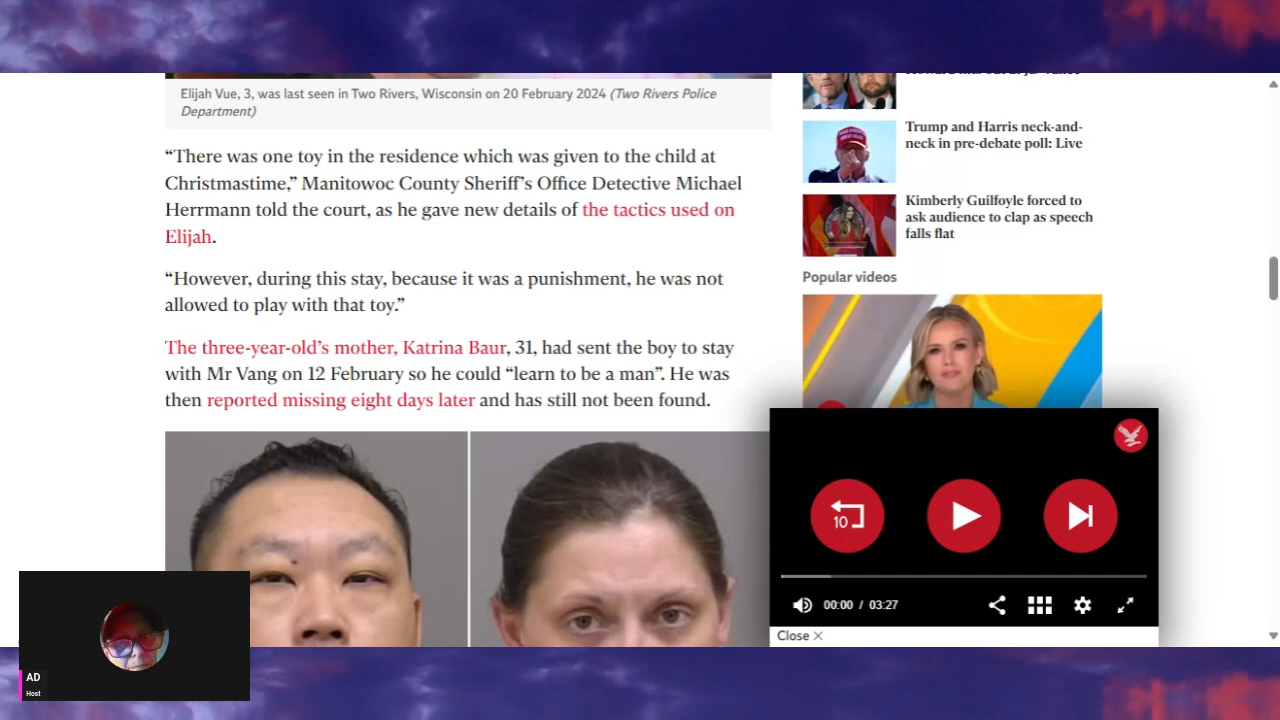 Elijah Vue, 3, was last seen in Two Rivers, Wisconsin on 20 February 2024 (Two Rivers Police
Department)
“There was one toy in the residence which was given to the child at
Christmastime,” Manitowoc County Sheriff’s Office Detective Michael
Herrmann told the court, as he gave new details of the tactics used on
Elijah.
“However, during this stay, because it was a punishment, he was not
allowed to play with that toy.”
The three-year-old’s mother, Katrina Baur, 31, had sent the boy to stay
with Mr Vang on 12 February so he could “learn to be a man”. He was
then reported missing eight days later and has still not been found.
Trump and Harris neck-and-
neck in pre-debate poll: Live
Kimberly Guilfoyle forced to
ask audience to clap as speech
falls flat
Popular videos
10
00:00 / 03:27
Close
AD
Host